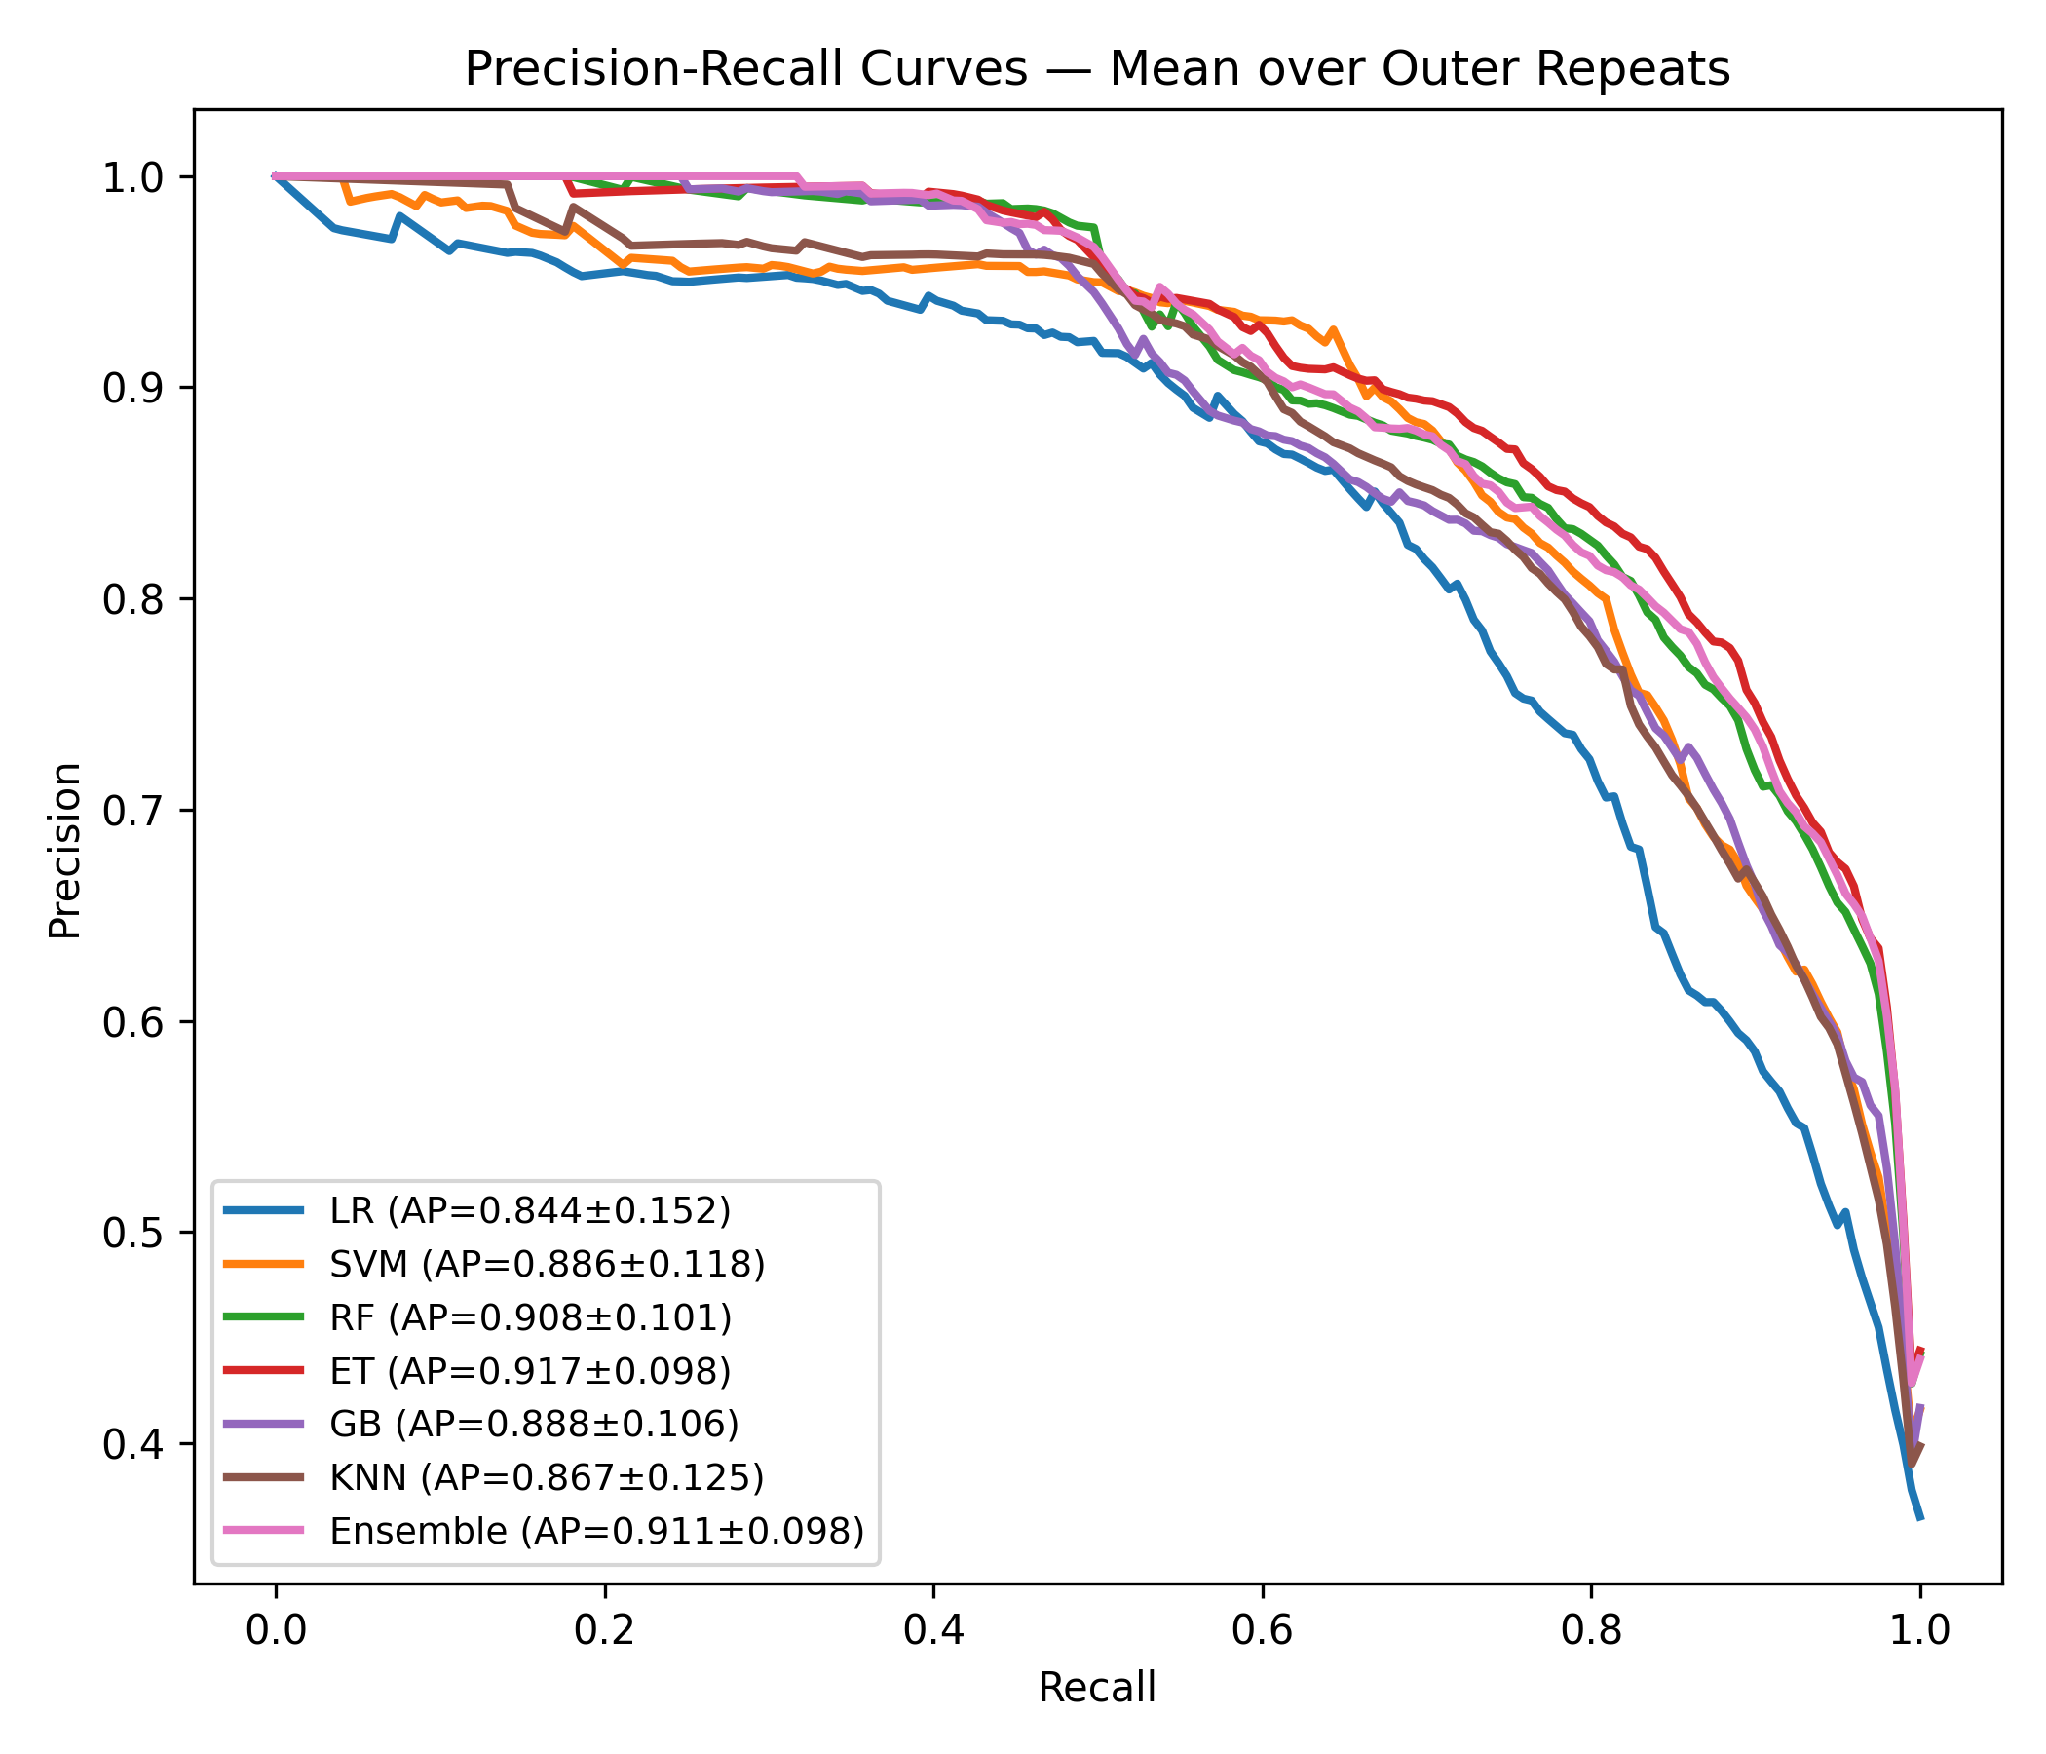 Precision-Recall Curves — Mean over Outer Repeats
Precision
1.0
0.9
0.8
0.7
0.6
0.5
0.4
LR (AP=0.844±0.152)
SVM (AP=0.886±0.118)
RF (AP=0.908±0.101)
ET (AP=0.917±0.098)
GB (AP=0.888±0.106)
KNN (AP=0.867±0.125)
Ensemble (AP=0.911±0.098)
0.0 0.2 0.4 0.6 0.8 1.0
Recall